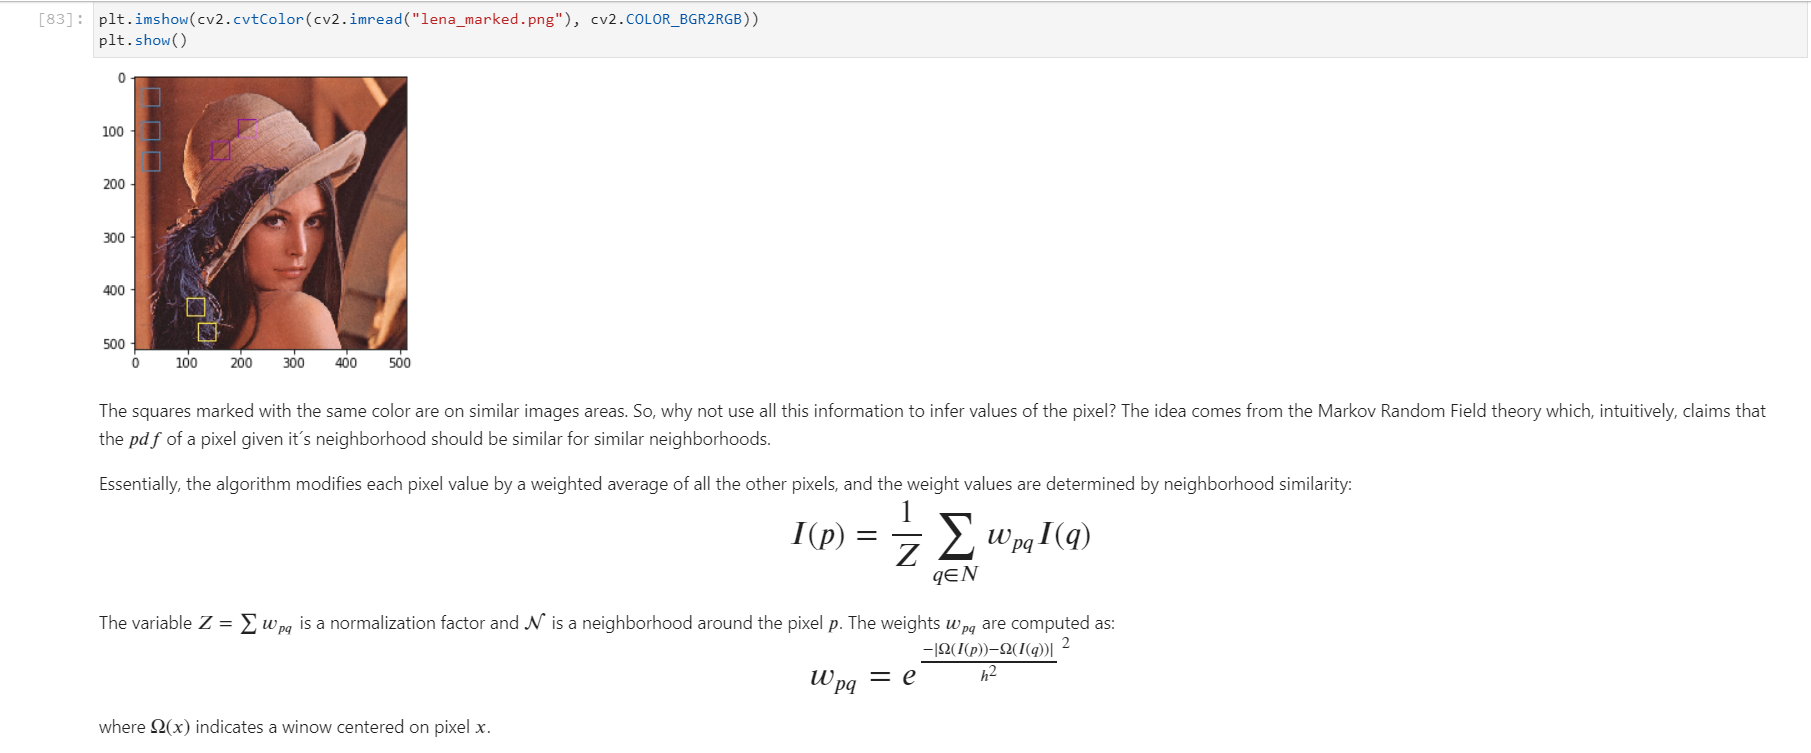 [83]: plt.imshow(cv2.cvtColor(cv2.imread("lena_marked.png"), cv2.COLOR_BGR2RGB))
plt.show()
0
100
200
300
400
500
0 100 200 300 400 500
The squares marked with the same color are on similar images areas. So, why not use all this information to infer values of the pixel? The idea comes from the Markov Random Field theory which, intuitively, claims that
the pdf of a pixel given it´s neighborhood should be similar for similar neighborhoods.
Essentially, the algorithm modifies each pixel value by a weighted average of all the other pixels, and the weight values are determined by neighborhood similarity:
I(p) = \frac{1}{Z} \sum_{q∈N} w_{pq} I(q)
The variable Z = ∑ w_{pq} is a normalization factor and 𝒩 is a neighborhood around the pixel p. The weights w_{pq} are computed as:
w_{pq} = e^{\frac{−|Ω(I(p))−Ω(I(q))|}{h^2}^2}
where Ω(x) indicates a winow centered on pixel x.